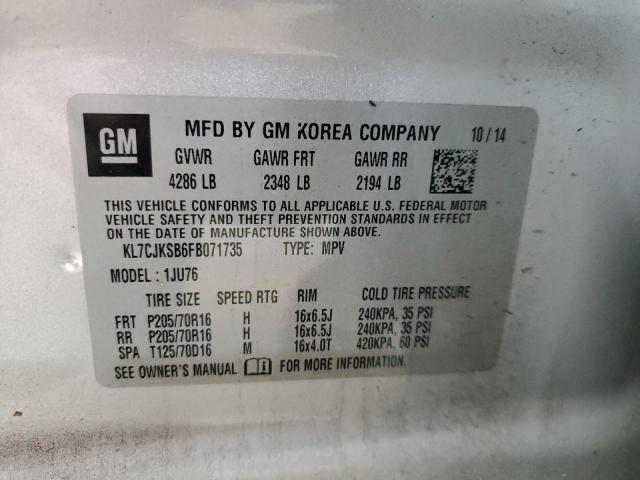 GM MFD BY GM KOREA COMPANY 10/14
GVWR GAWR FRT GAWR RR
4286 LB 2348 LB 2194 LB
THIS VEHICLE CONFORMS TO ALL APPLICABLE U.S. FEDERAL MOTOR
VEHICLE SAFETY AND THEFT PREVENTION STANDARDS IN EFFECT
ON THE DATE OF MANUFACTURE SHOWN ABOVE.
KL7CJKSB6FB071735 TYPE: MPV
MODEL: 1JU76
TIRE SIZE SPEED RTG RIM COLD TIRE PRESSURE
FRT P205/70R16 H 16x6.5J 240KPA, 35 PSI
RR P205/70R16 H 16x6.5J 240KPA, 35 PSI
SPA T125/70D16 M 16x4.0T 420KPA, 60 PSI
SEE OWNER'S MANUAL FOR MORE INFORMATION.